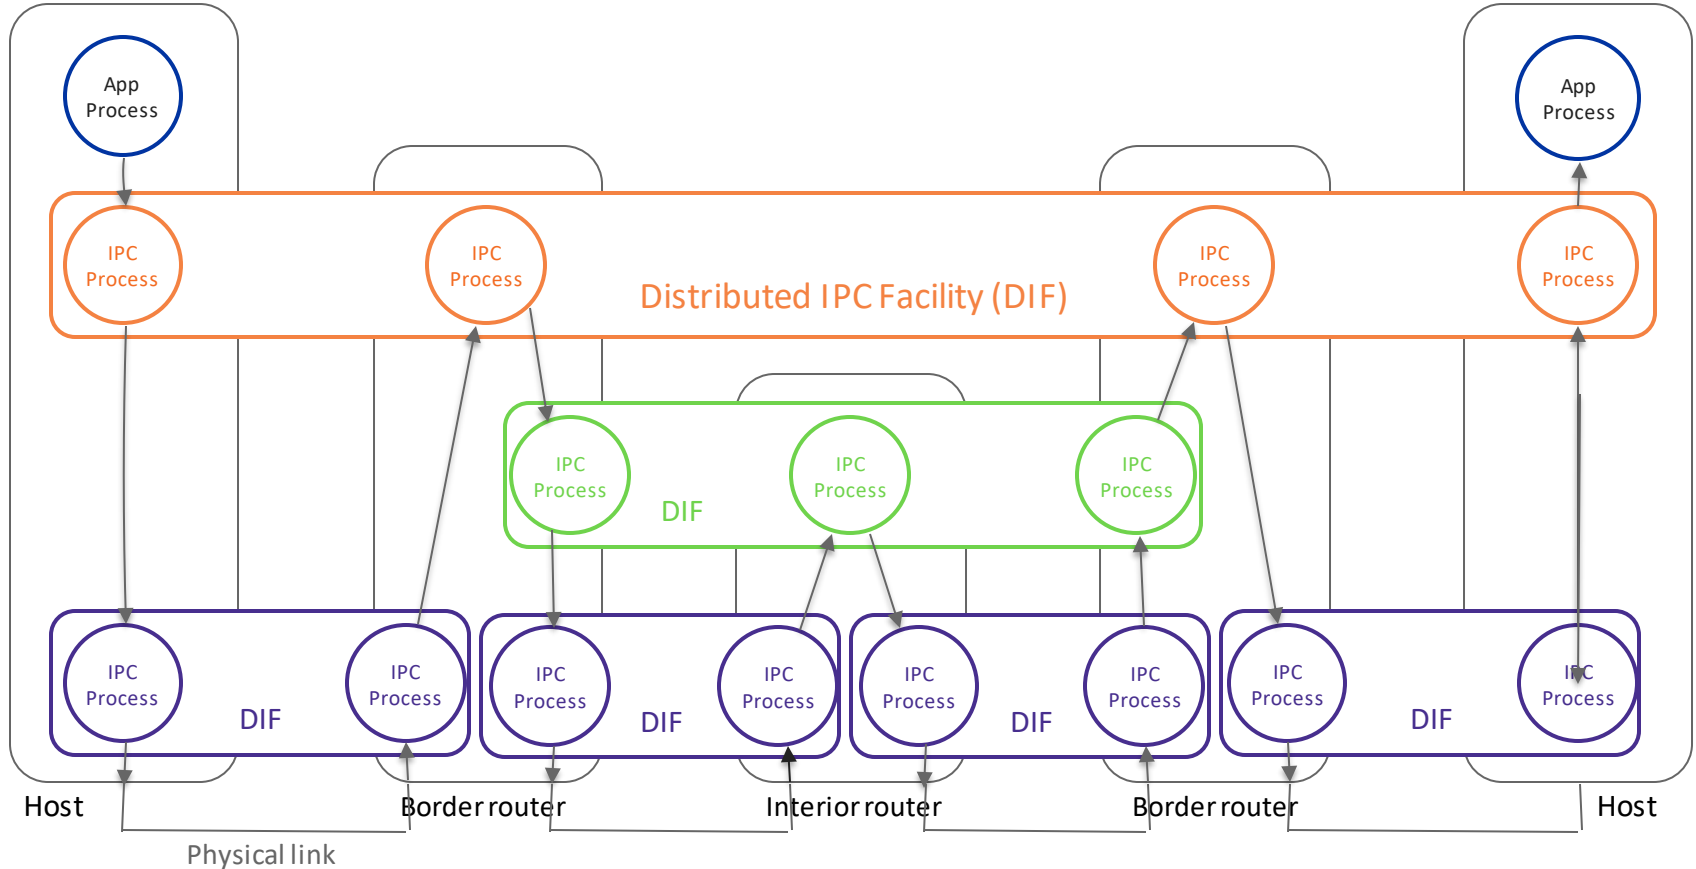 App
Process
App
Process
IPC
Process
IPC
Process
IPC
Process
IPC
Process
Distributed IPC Facility (DIF)
IPC
Process
IPC
Process
IPC
Process
DIF
IPC
Process
IPC
Process
DIF
IPC
Process
IPC
Process
DIF
IPC
Process
IPC
Process
DIF
IPC
Process
IPC
Process
DIF
Host
Border router
Interior router
Border router
Host
Physical link